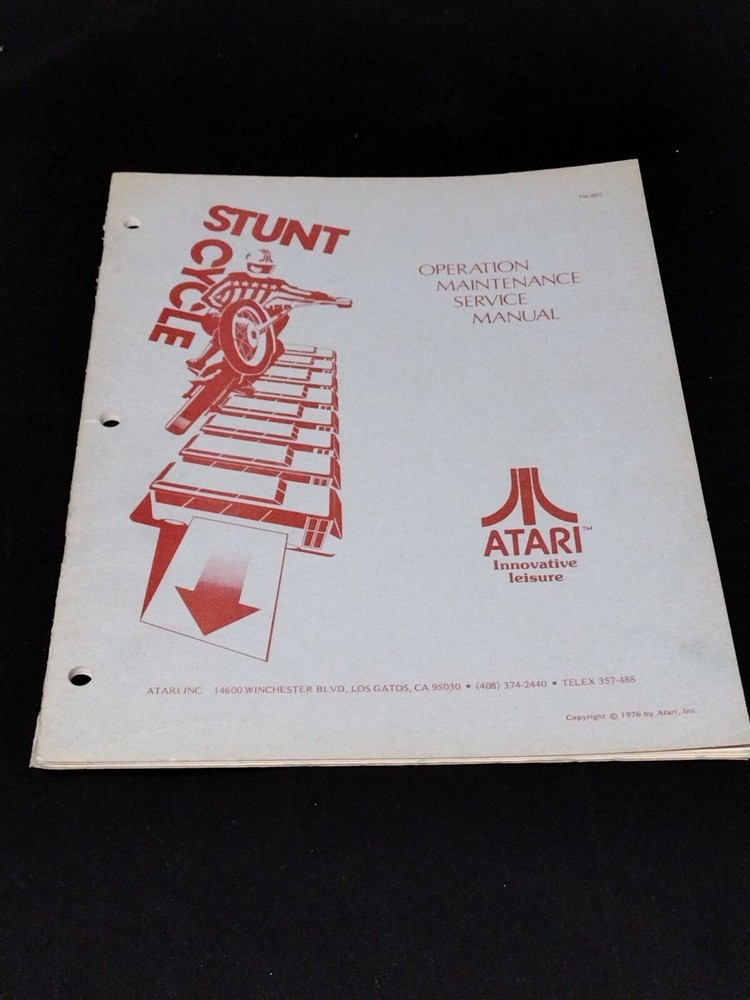 STUNT
CYCLE
OPERATION
MAINTENANCE
SERVICE
MANUAL
ATARI™
Innovative
leisure
ATARI INC. 14600 WINCHESTER BLVD, LOS GATOS, CA 95030 • (408) 374-2440 • TELEX 357-488
Copyright © 1976 by Atari, Inc.